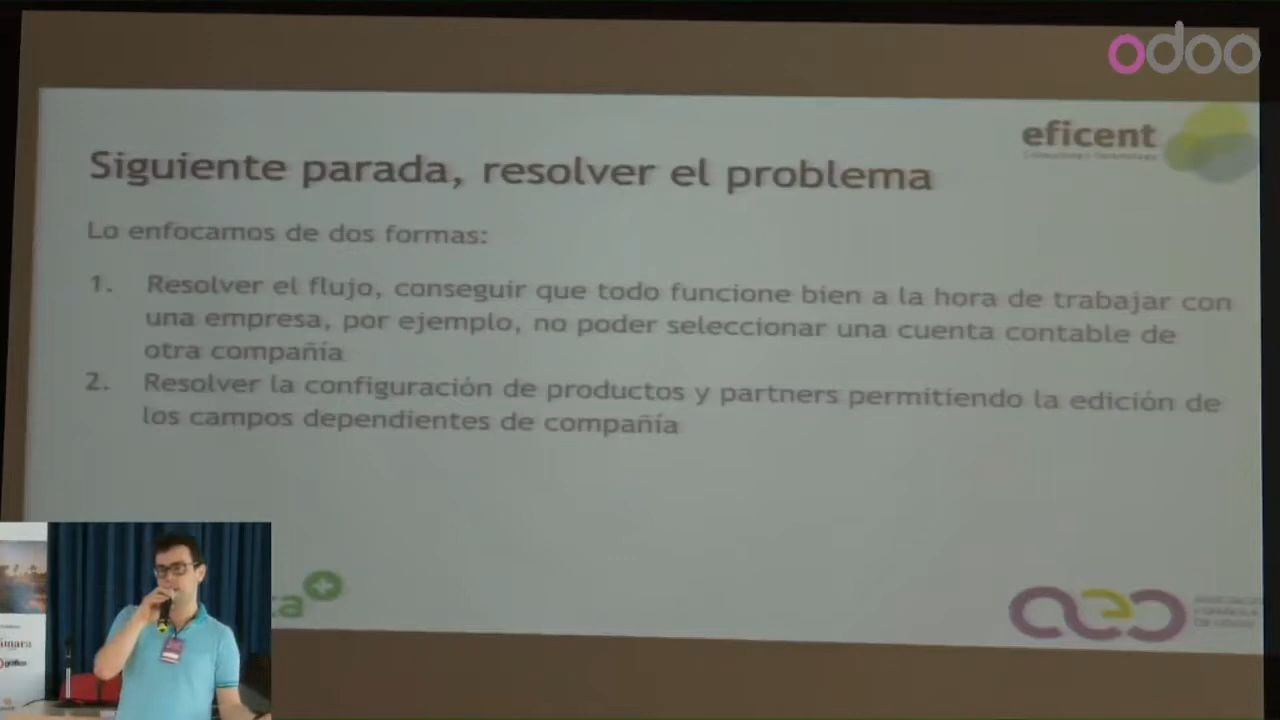 odoo
eficent
Siguiente parada, resolver el problema
Lo enfocamos de dos formas:
1. Resolver el flujo, conseguir que todo funcione bien a la hora de trabajar con
una empresa, por ejemplo, no poder seleccionar una cuenta contable de
otra compañía
2. Resolver la configuración de productos y partners permitiendo la edición de
los campos dependientes de compañía